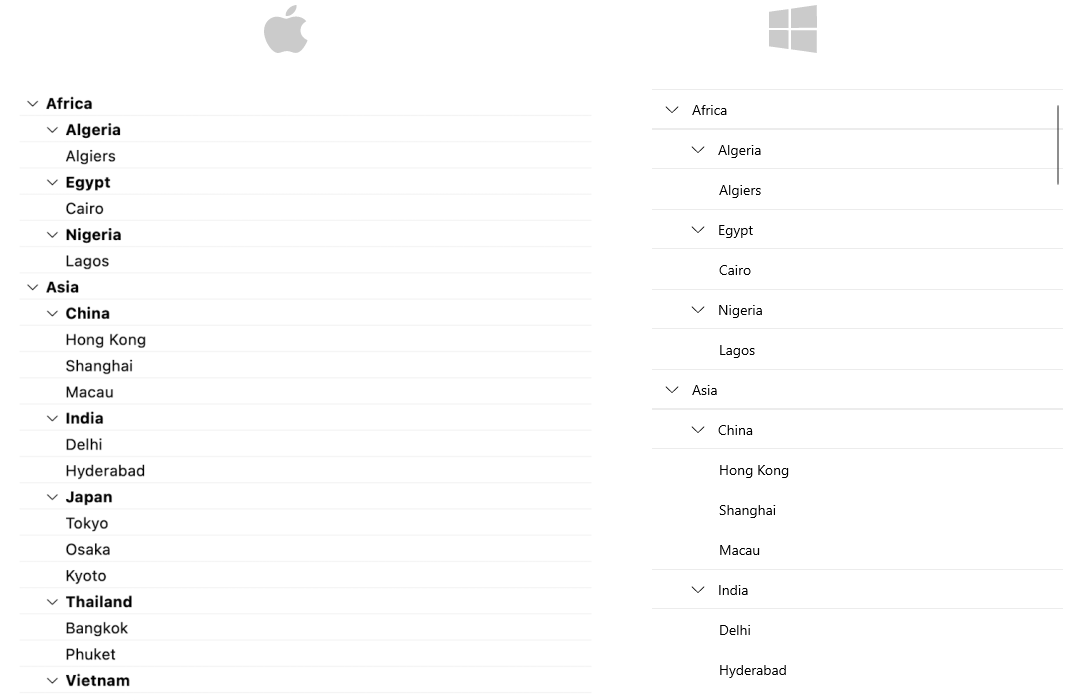 Africa
Algeria
Algiers
Egypt
Cairo
Nigeria
Lagos
Asia
China
Hong Kong
Shanghai
Macau
India
Delhi
Hyderabad
Japan
Tokyo
Osaka
Kyoto
Thailand
Bangkok
Phuket
Vietnam
Africa
Algeria
Algiers
Egypt
Cairo
Nigeria
Lagos
Asia
China
Hong Kong
Shanghai
Macau
India
Delhi
Hyderabad